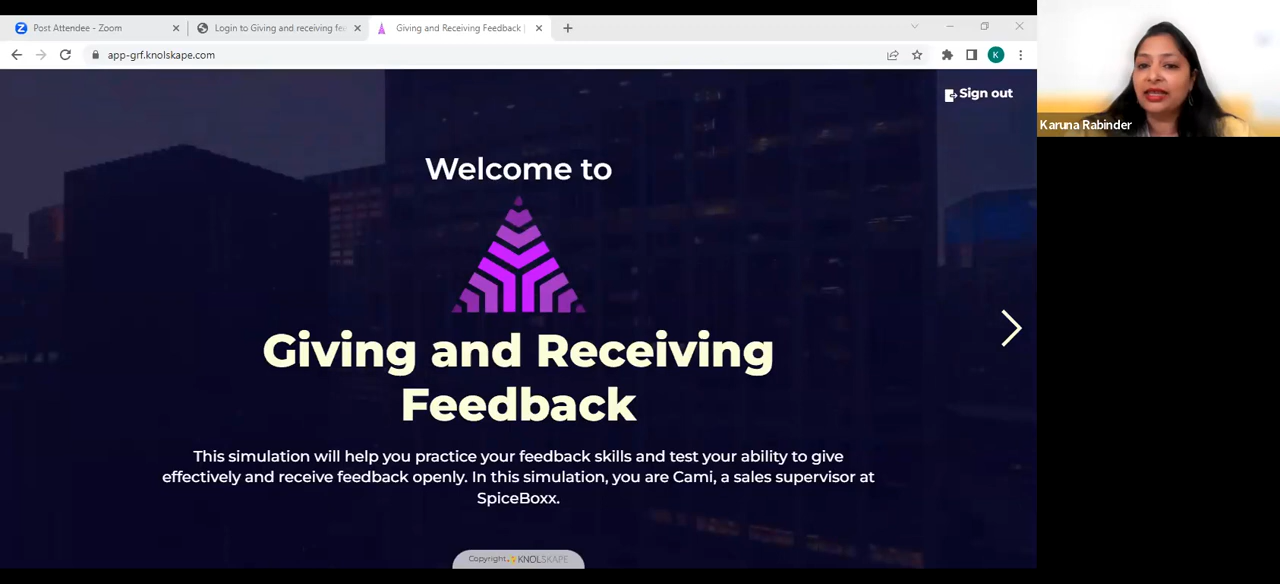 Post Attendee - Zoom
Login to Giving and receiving fe
Giving and Receiving Feedback |
app-grf.knolskape.com
K
Sign out
Karuna Rabinder
Welcome to
Giving and Receiving
Feedback
This simulation will help you practice your feedback skills and test your ability to give
effectively and receive feedback openly. In this simulation, you are Cami, a sales supervisor at
SpiceBoxx.
Copyright KNOLSKAPE